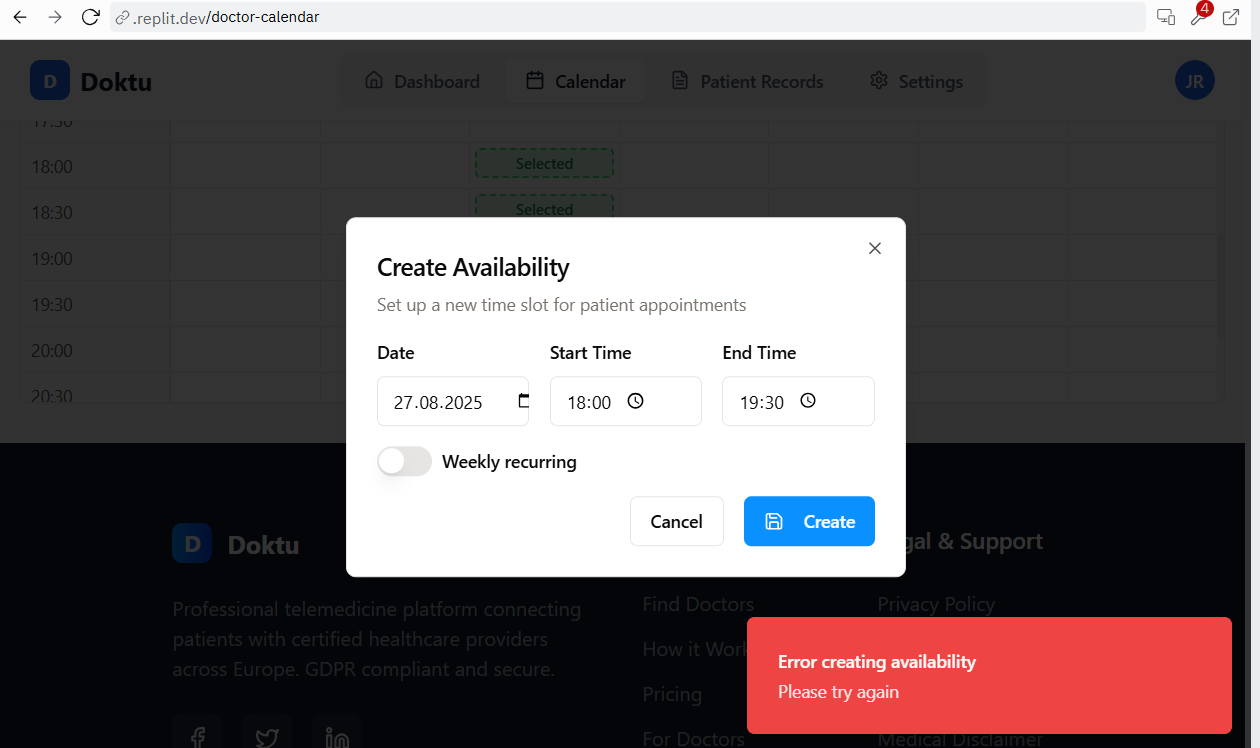 .replit.dev/doctor-calendar
4
D Doktu
Dashboard
Calendar
Patient Records
Settings
JR
17:30
18:00
Selected
18:30
Selected
19:00
19:30
20:00
20:30
Create Availability
Set up a new time slot for patient appointments
Date
Start Time
End Time
27.08.2025
18:00
19:30
Weekly recurring
Cancel
Create
D Doktu
Professional telemedicine platform connecting
patients with certified healthcare providers
across Europe. GDPR compliant and secure.
Find Doctors
How it Work
Pricing
For Doctors
gal & Support
Privacy Policy
Medical Disclaimer
Error creating availability
Please try again